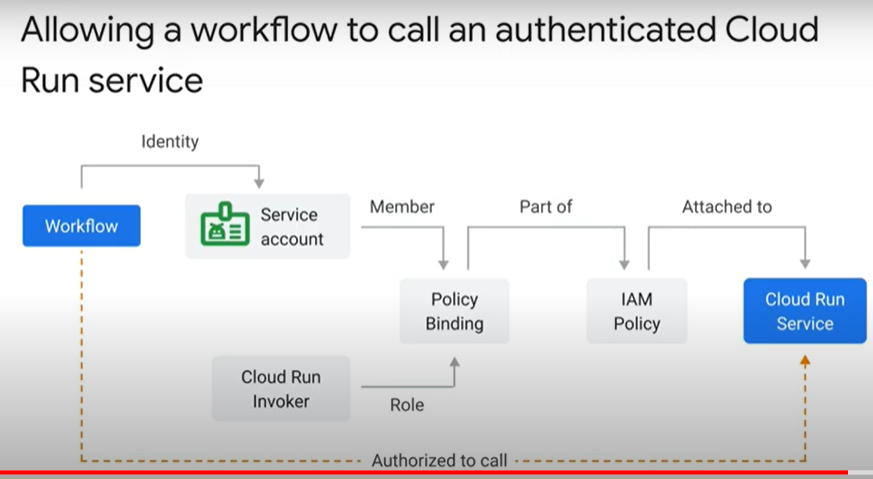 Allowing a workflow to call an authenticated Cloud
Run service
Identity
Workflow
Service
account
Member
Part of
Attached to
Policy
Binding
IAM
Policy
Cloud Run
Service
Cloud Run
Invoker
Role
Authorized to call